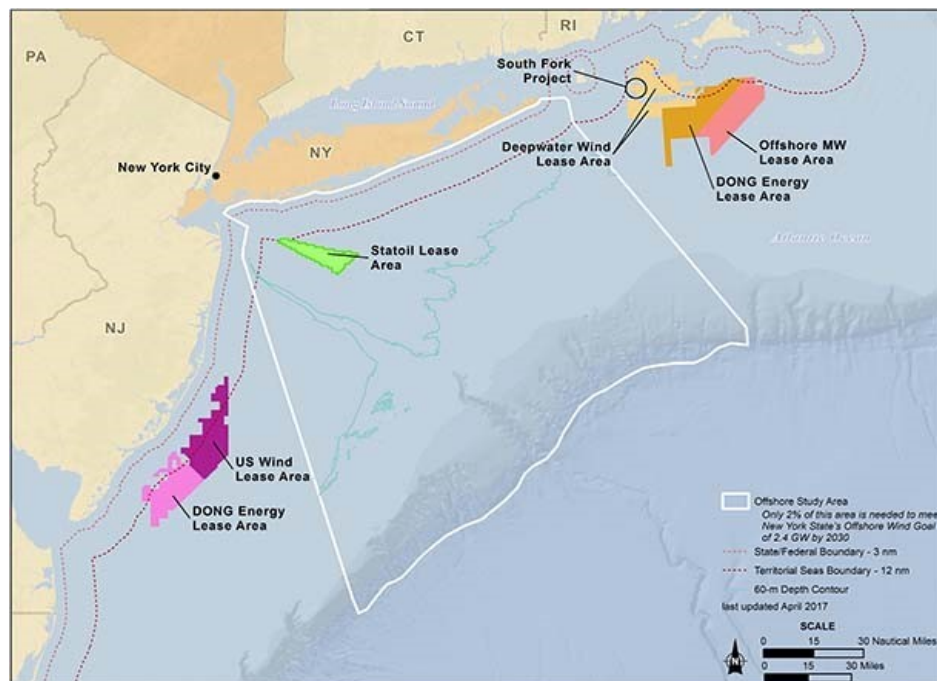 PA
CT
RI
South Fork
Project
Long Island Sound
New York City
NY
Deepwater Wind
Lease Area
Offshore MW
Lease Area
DONG Energy
Lease Area
Atlantic Ocean
Statoil Lease
Area
NJ
US Wind
Lease Area
DONG Energy
Lease Area
Offshore Study Area
Only 2% of this area is needed to mee
New York State's Offshore Wind Goal
of 2.4 GW by 2030
State/Federal Boundary - 3 nm
Territorial Seas Boundary - 12 nm
60-m Depth Contour
last updated April 2017
SCALE
0 15 30 Nautical Miles
0 15 30 Miles
N